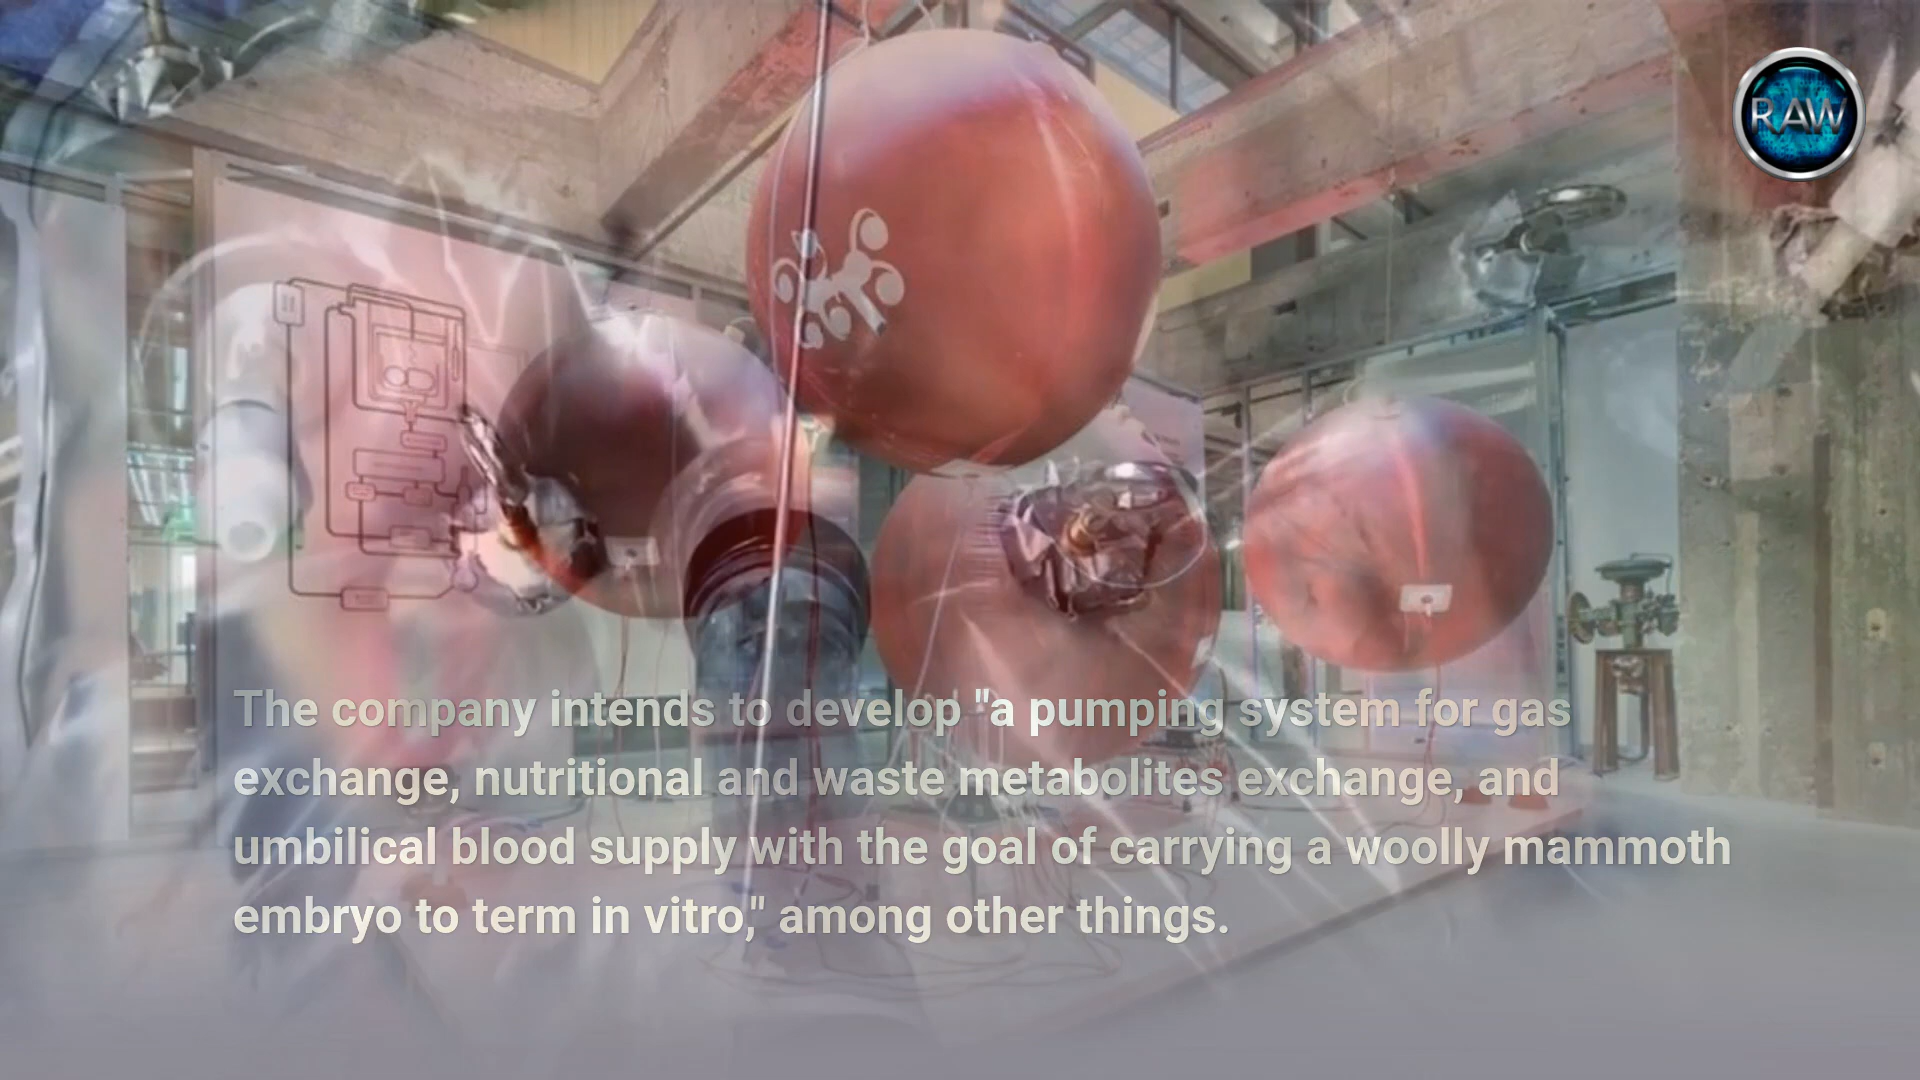 RAW
The company intends to develop "a pumping system for gas
exchange, nutritional and waste metabolites exchange, and
umbilical blood supply with the goal of carrying a woolly mammoth
embryo to term in vitro," among other things.